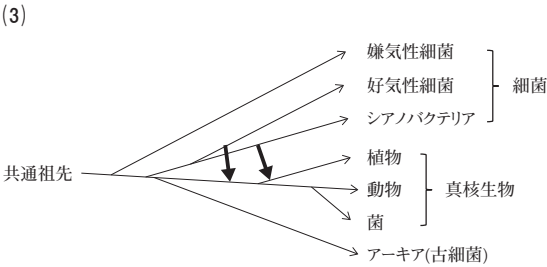 (3)
嫌気性細菌
好気性細菌
細菌
シアノバクテリア
植物
共通祖先
動物
真核生物
菌
アーキア(古細菌)